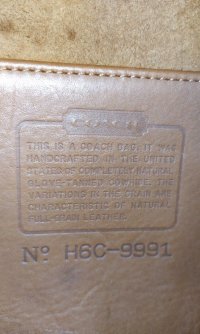 COACH
THIS IS A COACH BAG. IT WAS
HANDCRAFTED IN THE UNITED
STATES OF COMPLETELY NATURAL
GLOVE-TANNED COWHIDE. THE
VARIATIONS IN THE GRAIN ARE
CHARACTERISTIC OF NATURAL
FULL-GRAIN LEATHER.
Nº H6C-9991